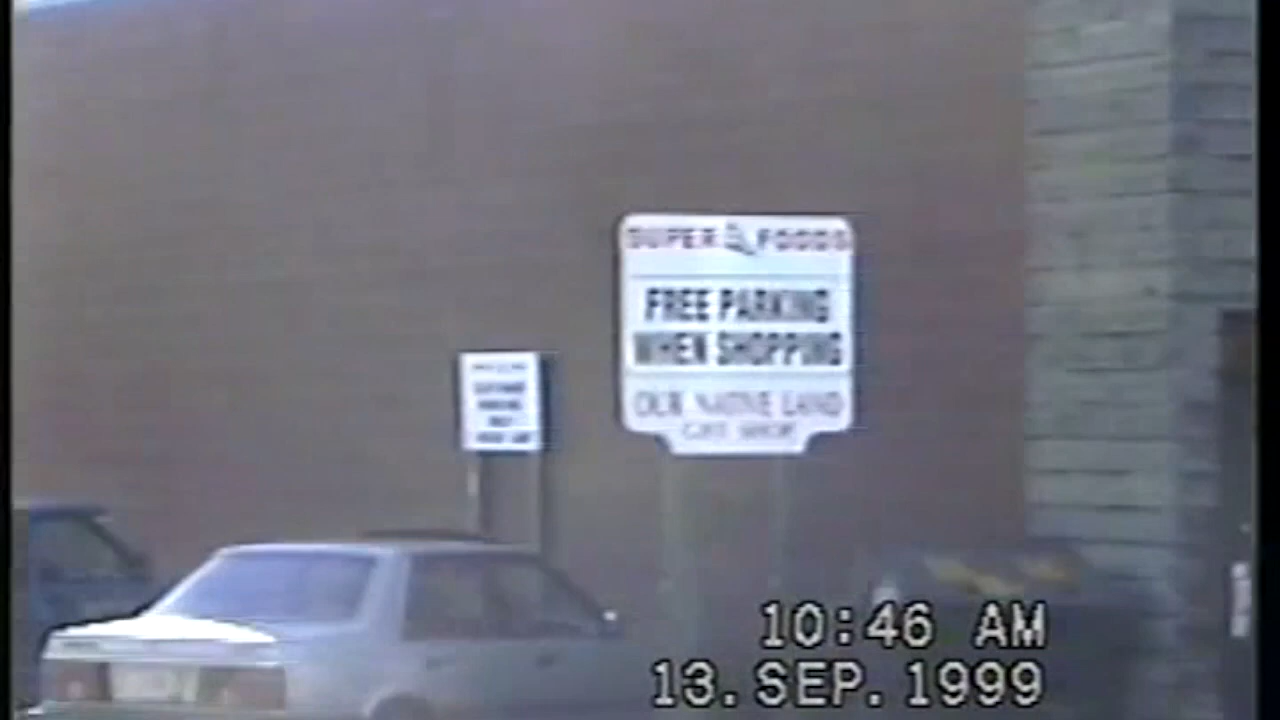 SUPER FOODS
FREE PARKING
WHEN SHOPPING
OUR NATIVE LAND
GIFT SHOP
10:46 AM
13.SEP.1999